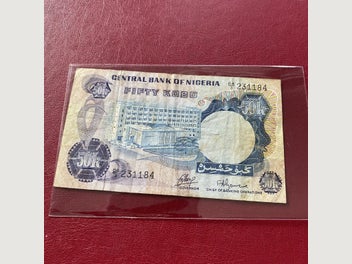 CENTRAL BANK OF NIGERIA
FIFTY KOBO
231184
50K
50K
231184
GOVERNOR
CHIEF OF BANKING OPERATIONS